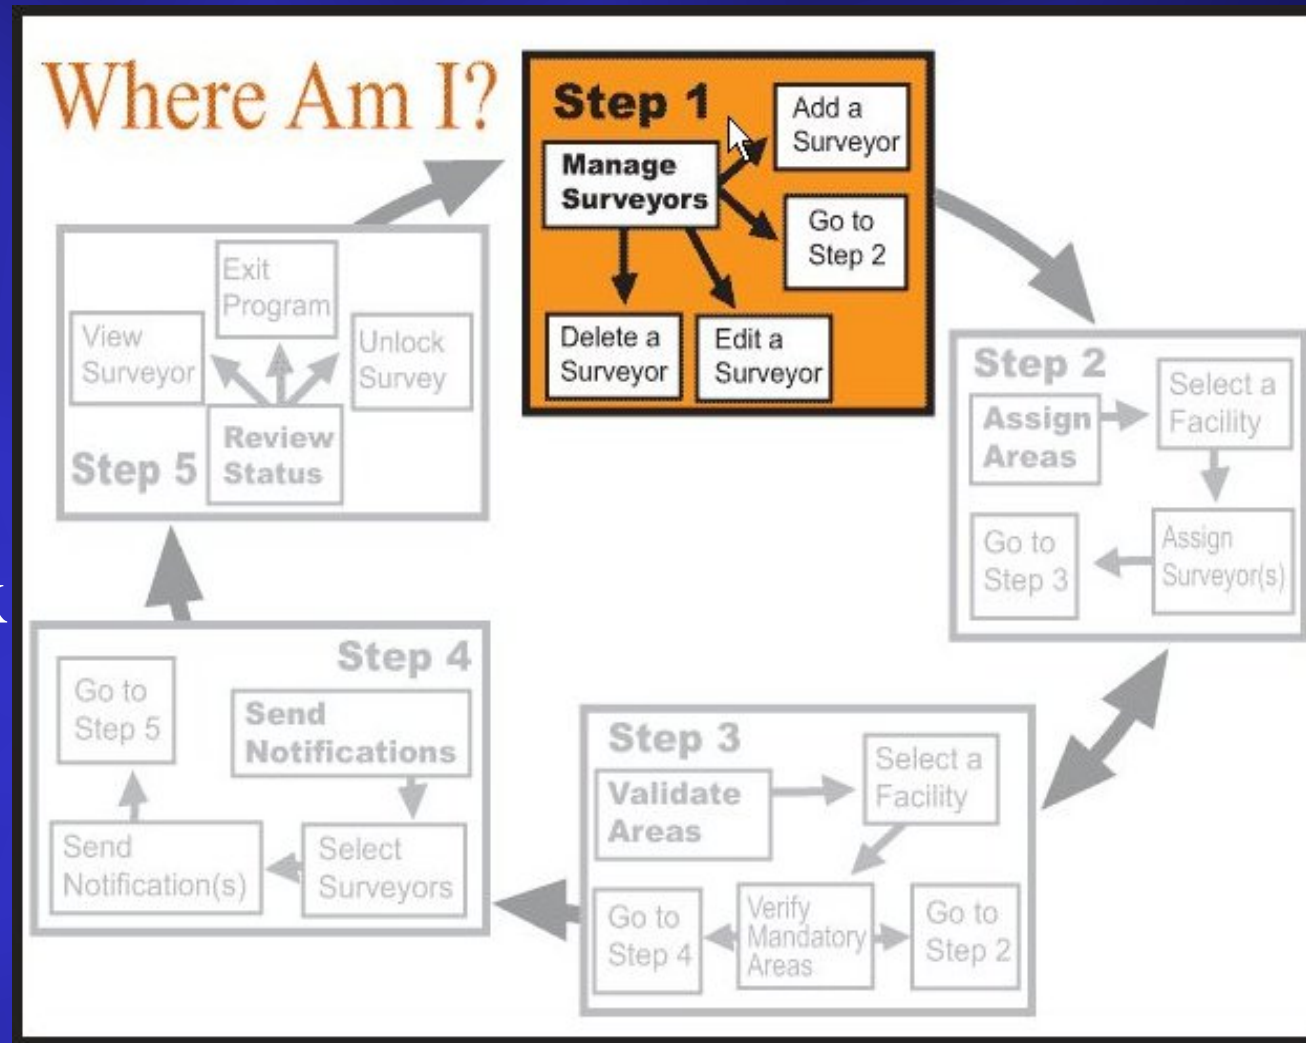 Where Am I?
Step 1
Manage
Surveyors
Add a
Surveyor
Go to
Step 2
Delete a
Surveyor
Edit a
Surveyor
Step 2
Assign
Areas
Select a
Facility
Assign
Surveyor(s)
Go to
Step 3
Step 3
Validate
Areas
Select a
Facility
Verify
Mandatory
Areas
Go to
Step 4
Go to
Step 2
Step 4
Send
Notifications
Select
Surveyors
Send
Notification(s)
Go to
Step 5
Step 5
Review
Status
View
Surveyor
Exit
Program
Unlock
Survey